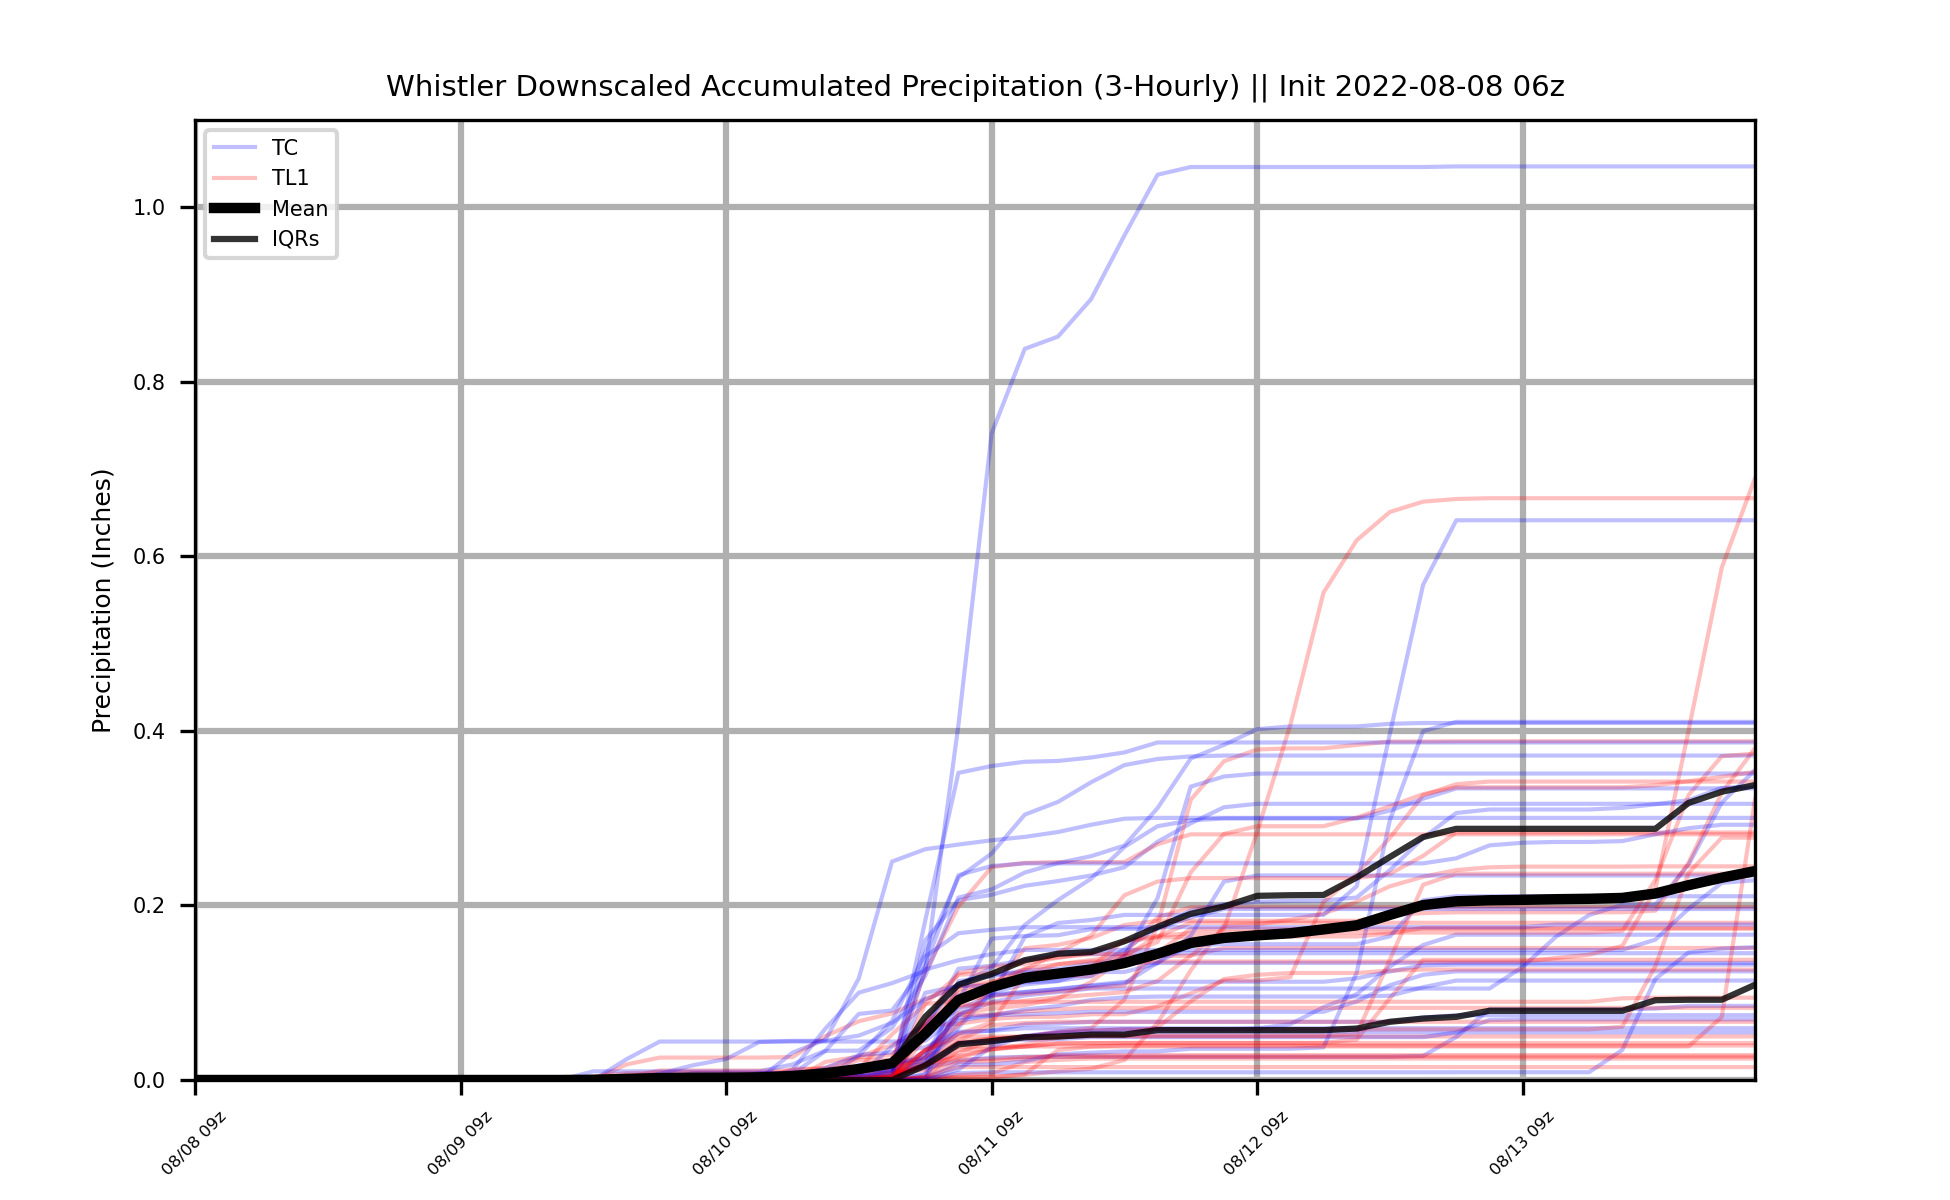 Whistler Downscaled Accumulated Precipitation (3-Hourly) || Init 2022-08-08 06z
TC
TL1
Mean
IQRs
Precipitation (Inches)
1.0
0.8
0.6
0.4
0.2
0.0
08/08 09z
08/09 09z
08/10 09z
08/11 09z
08/12 09z
08/13 09z